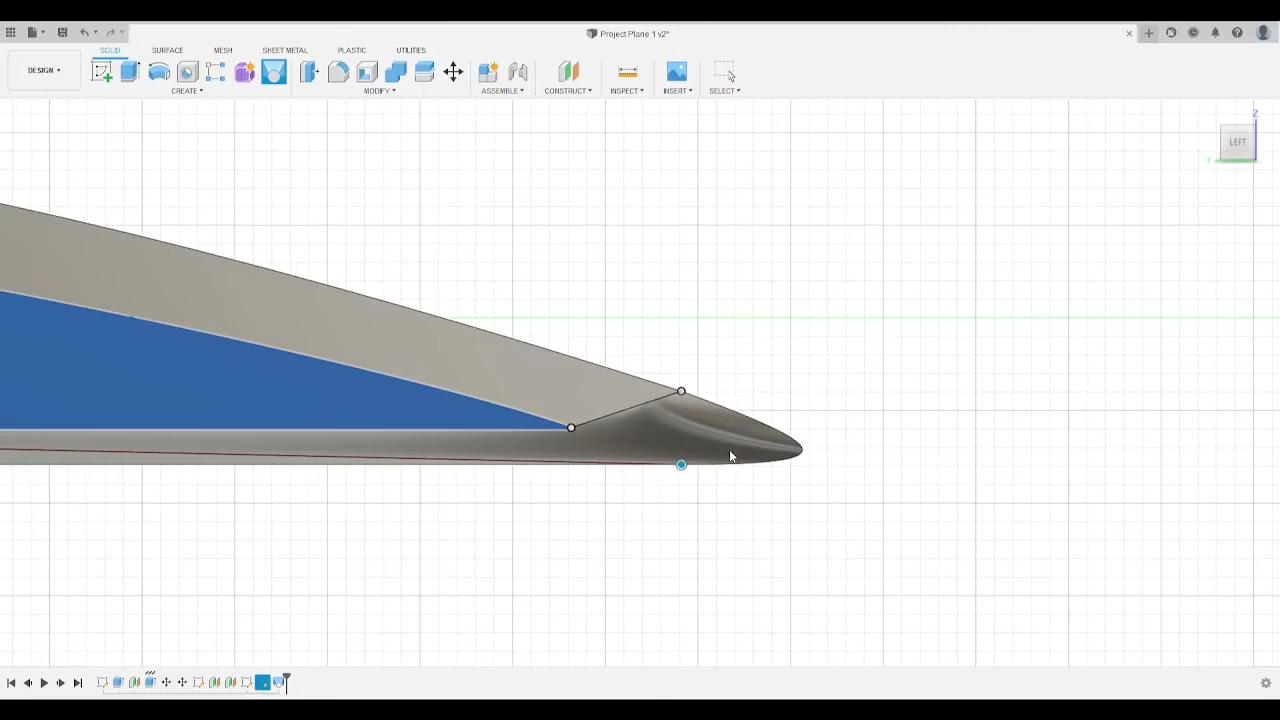 Project Plane 1 v2*
SOLID SURFACE MESH SHEET METAL PLASTIC UTILITIES
DESIGN
CREATE MODIFY ASSEMBLE CONSTRUCT INSPECT INSERT SELECT
Z
LEFT
Y